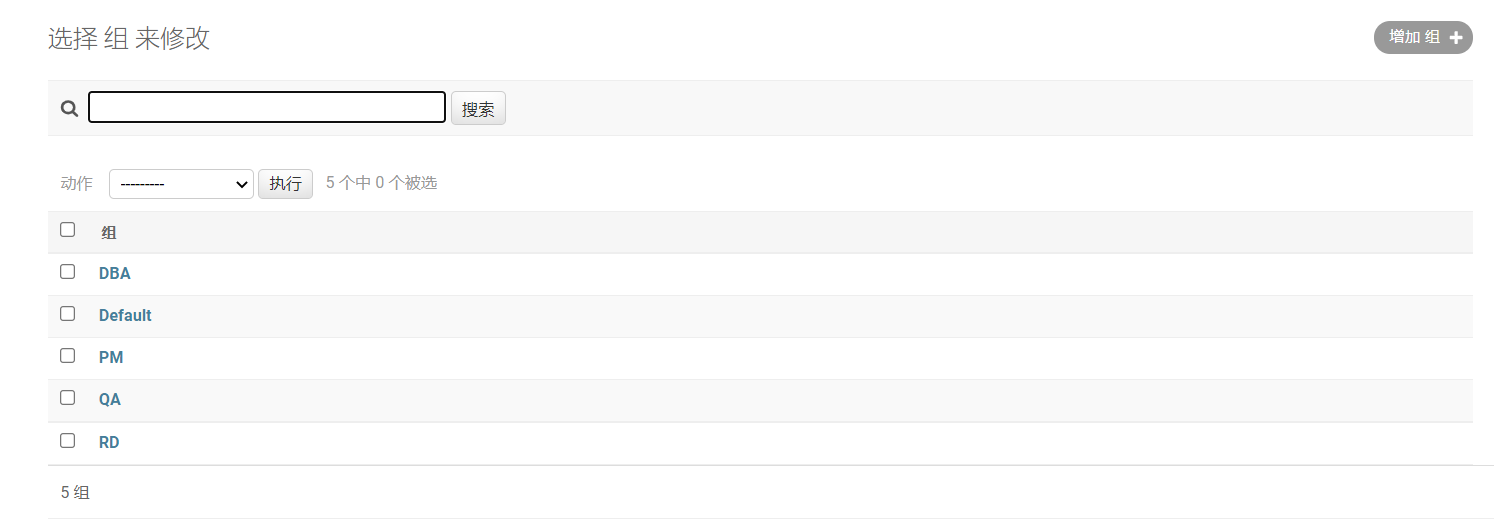 选择 组 来修改
增加 组
搜索
动作 --------- 执行 5 个中 0 个被选
组
DBA
Default
PM
QA
RD
5 组